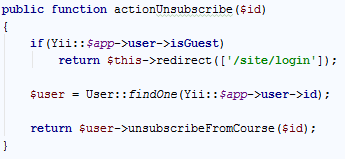 public function actionUnsubscribe($id)
{
if(Yii::$app->user->isGuest)
return $this->redirect(['/site/login']);
$user = User::findOne(Yii::$app->user->id);
return $user->unsubscribeFromCourse($id);
}